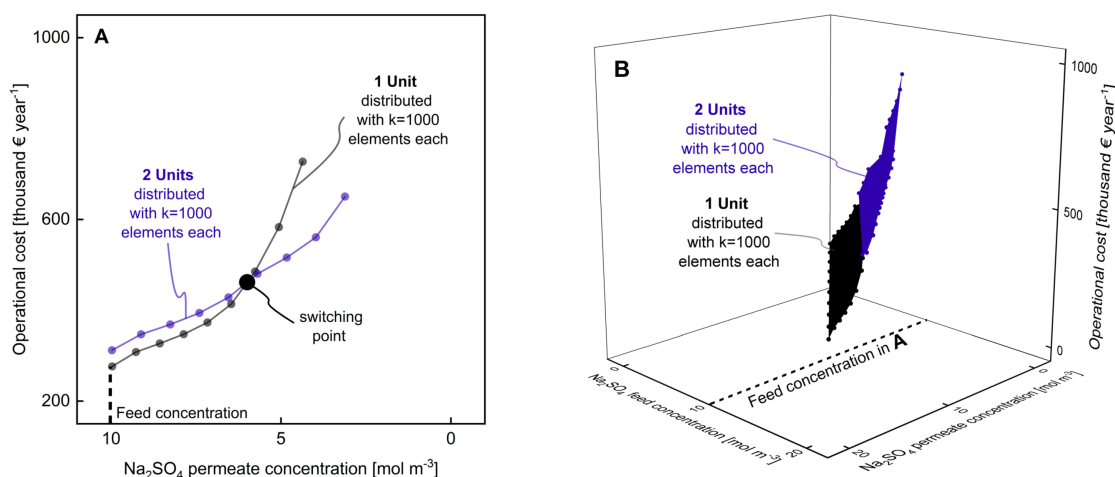 A
1000
600
200
Operational cost [thousand € year⁻¹]
1 Unit
distributed
with k=1000
elements each
2 Units
distributed
with k=1000
elements each
switching
point
Feed concentration
10
5
0
Na₂SO₄ permeate concentration [mol m⁻³]
B
2 Units
distributed
with k=1000
elements each
1 Unit
distributed
with k=1000
elements each
1000
500
0
Operational cost [thousand € year⁻¹]
Feed concentration in A
0
10
20
Na₂SO₄ feed concentration [mol m⁻³]
0
10
20
Na₂SO₄ permeate concentration [mol m⁻³]